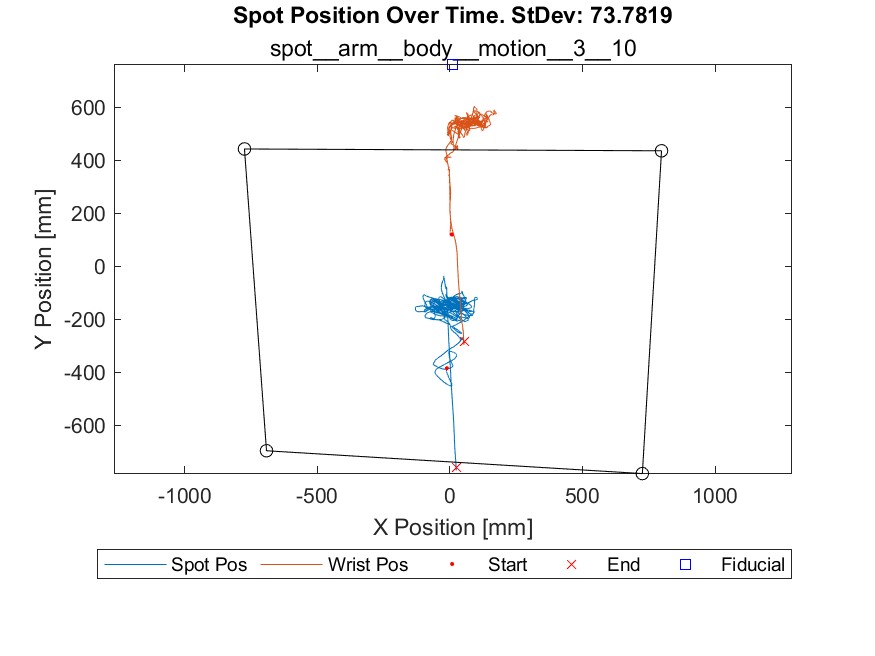 Spot Position Over Time. StDev: 73.7819
spot__arm__body__motion__3__10
600
400
200
0
-200
-400
-600
Y Position [mm]
-1000 -500 0 500 1000
X Position [mm]
Spot Pos Wrist Pos Start End Fiducial